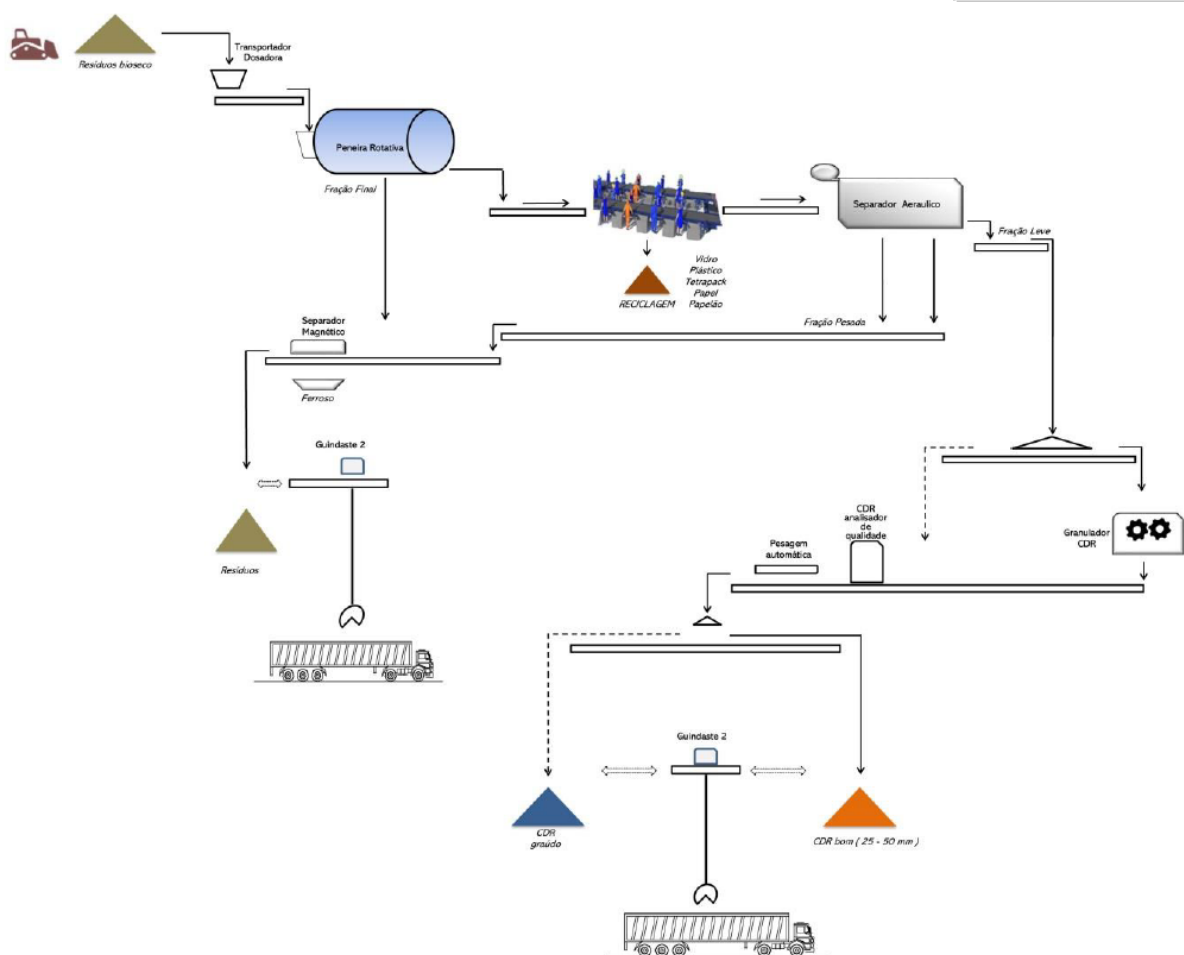 Transportador
Dosadora
Resíduos bioseco
Peneira Rotativa
Fração Final
Separador Aeraulico
Fração Leve
Vidro
Plástico
Tetrapack
Papel
Papelão
RECICLAGEM
Fração Pesada
Separador
Magnético
Ferroso
Guindaste 2
CDR
analisador
de
qualidade
Granulador
CDR
Pesagem
automática
Resíduos
Guindaste 2
CDR
graúdo
CDR bom ( 25 - 50 mm )